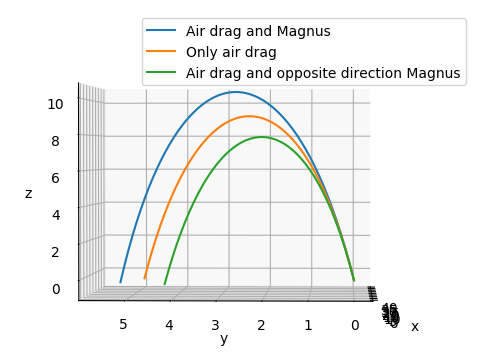 Air drag and Magnus
Only air drag
Air drag and opposite direction Magnus
10
8
6
4
2
0
z
5 4 3 2 1 0
y
x